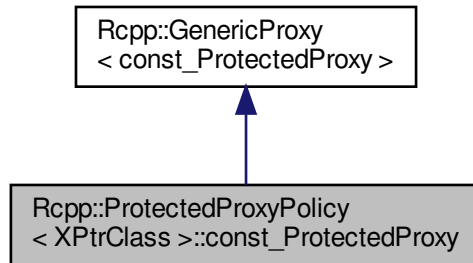 Rcpp::GenericProxy
< const_ProtectedProxy >
Rcpp::ProtectedProxyPolicy
< XPtrClass >::const_ProtectedProxy